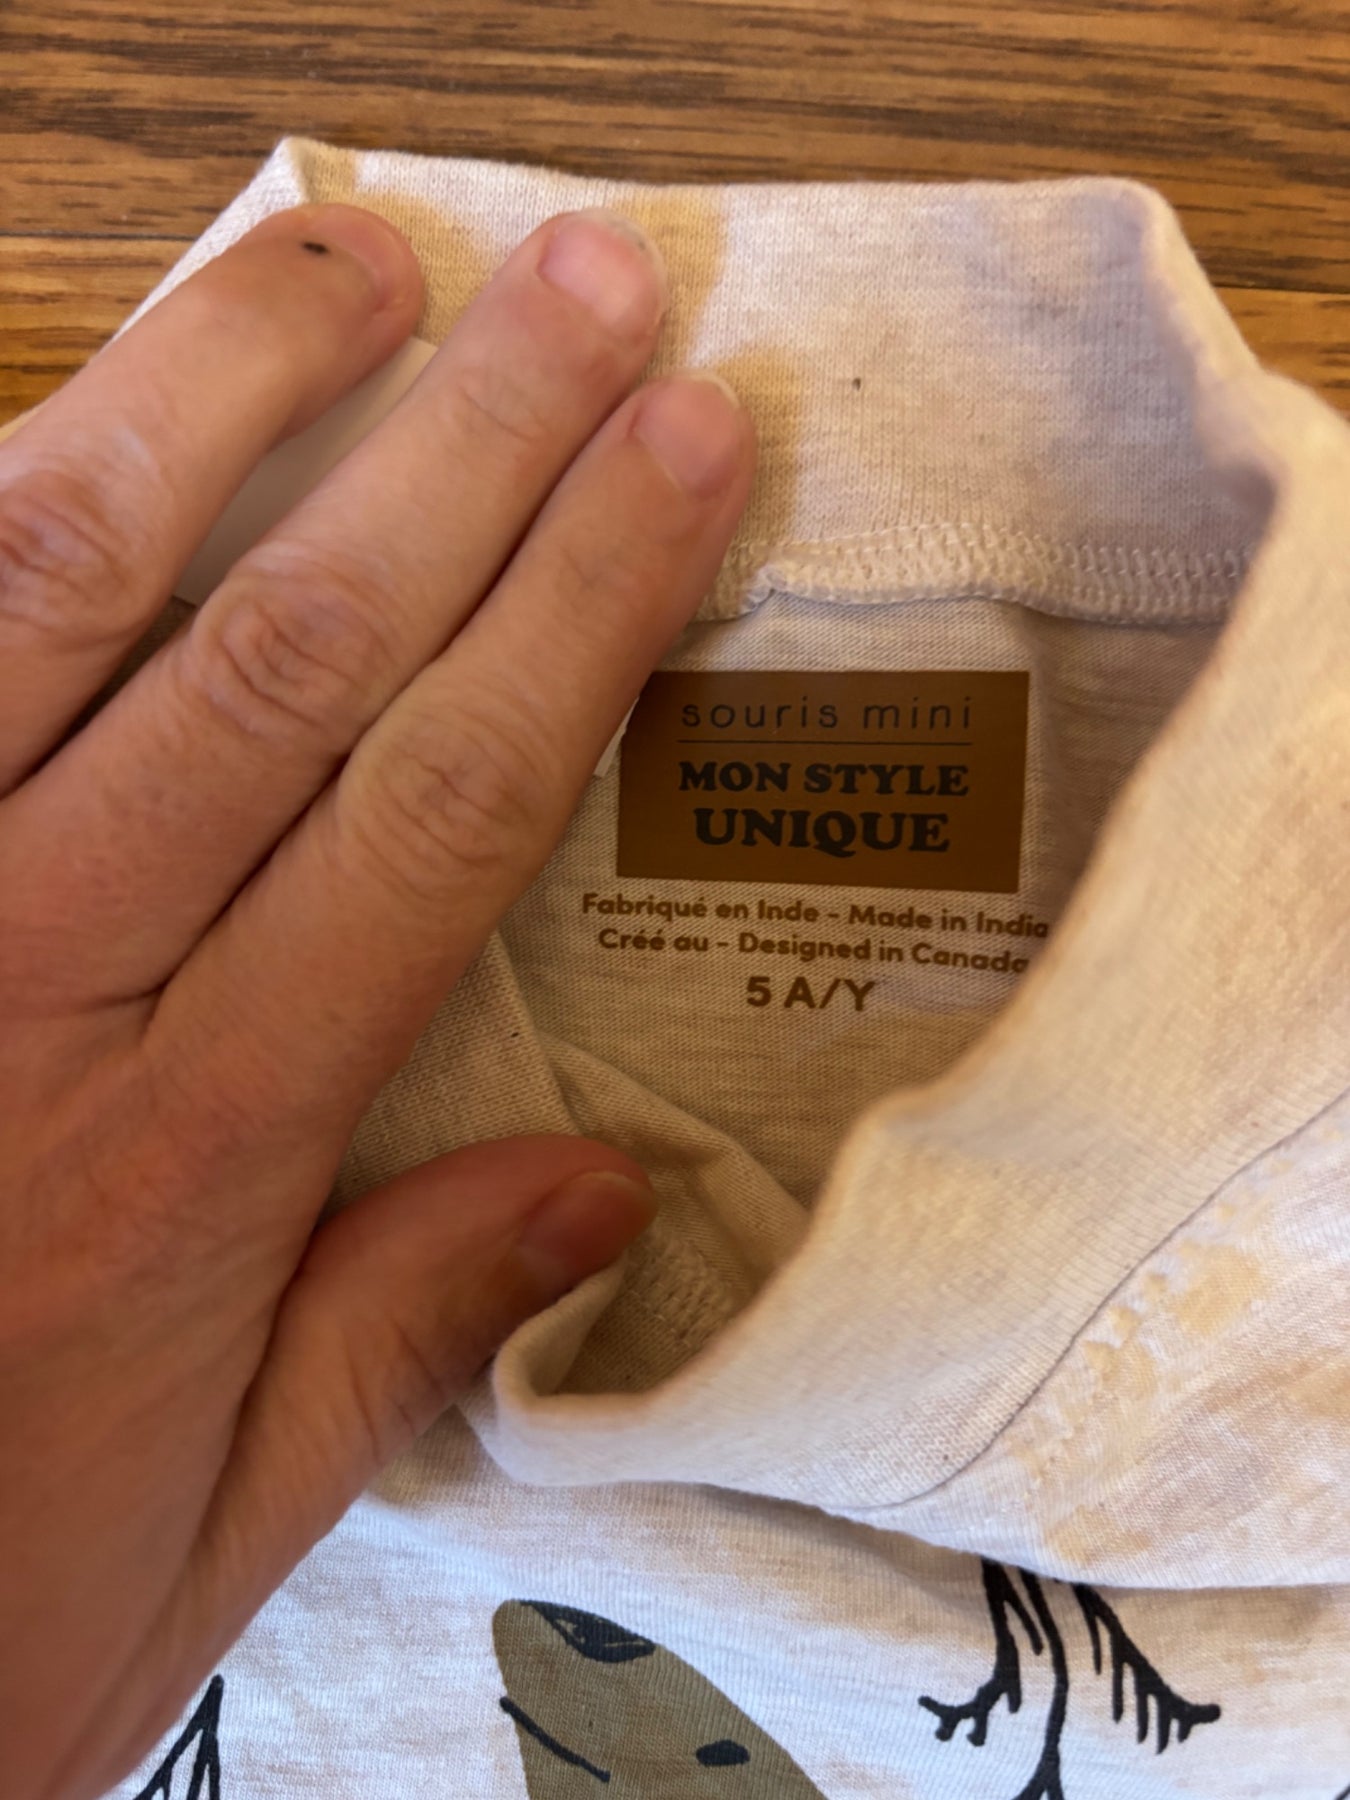 souris mini
MON STYLE
UNIQUE
Fabriqué en Inde - Made in India
Créé au - Designed in Canada
5 A/Y